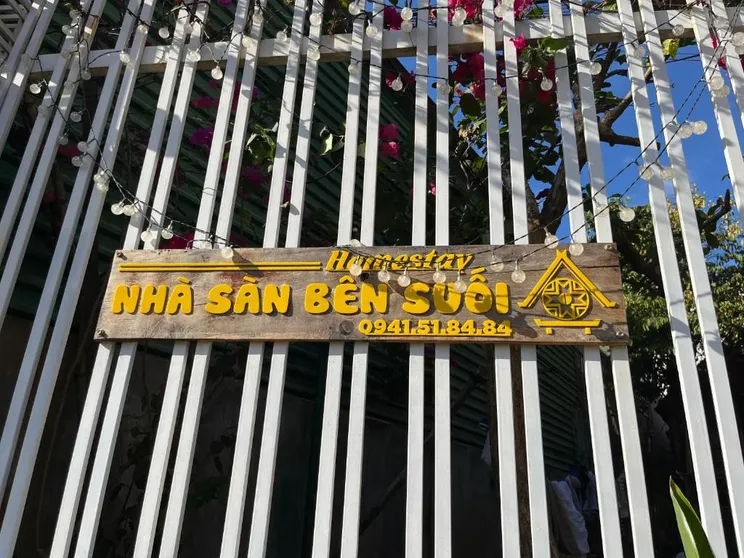 Homestay
NHÀ SÀN BÊN SUỐI
0941.51.84.84